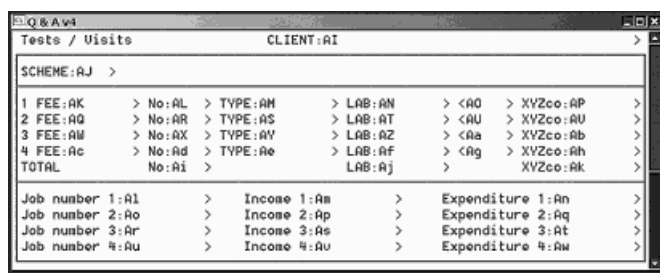 Q & A v4
Tests / Visits CLIENT:AI >
SCHEME:AJ >
1 FEE:AK > No:AL > TYPE:AM > LAB:AN > <AO > XYZco:AP >
2 FEE:AQ > No:AR > TYPE:AS > LAB:AT > <AU > XYZco:AV >
3 FEE:AW > No:AX > TYPE:AY > LAB:AZ > <Aa > XYZco:Ab >
4 FEE:Ac > No:Ad > TYPE:Ae > LAB:Af > <Ag > XYZco:Ah >
TOTAL No:Ai > LAB:Aj > XYZco:Ak >
Job number 1:Al > Income 1:Am > Expenditure 1:An >
Job number 2:Ao > Income 2:Ap > Expenditure 2:Aq >
Job number 3:Ar > Income 3:As > Expenditure 3:At >
Job number 4:Au > Income 4:Av > Expenditure 4:Aw >